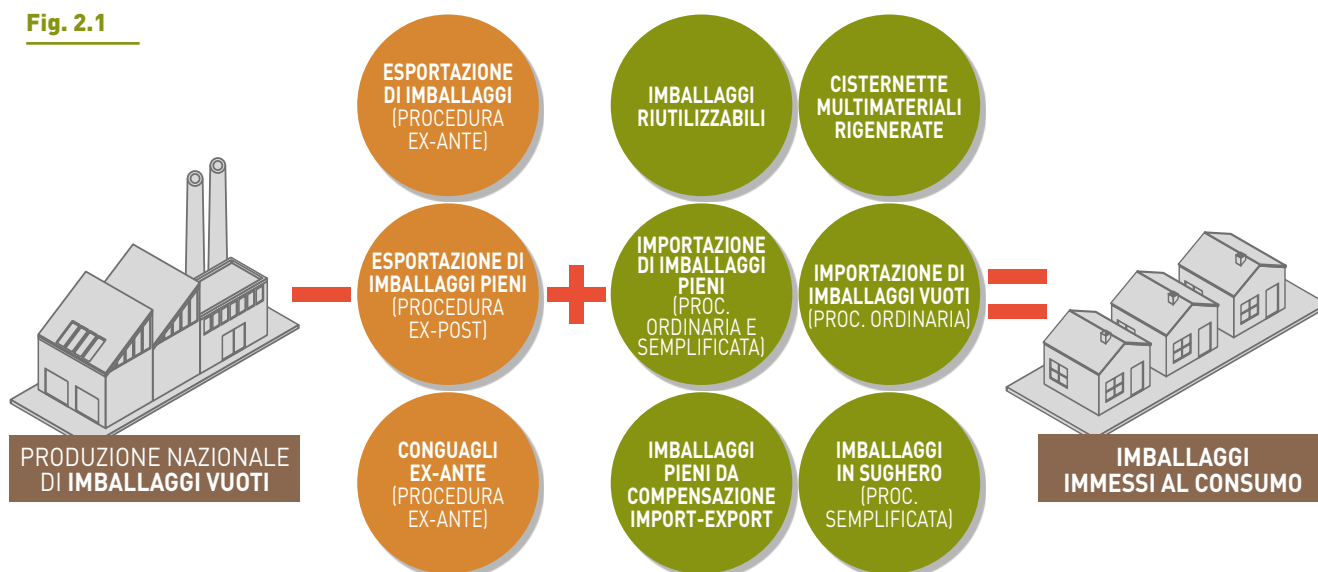 Fig. 2.1
ESPORTAZIONE
DI IMBALLAGGI
(PROCEDURA
EX-ANTE)
IMBALLAGGI
RIUTILIZZABILI
CISTERNETTE
MULTIMATERIALI
RIGENERATE
ESPORTAZIONE DI
IMBALLAGGI PIENI
(PROCEDURA
EX-POST)
IMPORTAZIONE
DI IMBALLAGGI
PIENI
(PROC.
ORDINARIA E
SEMPLIFICATA)
IMPORTAZIONE DI
IMBALLAGGI VUOTI
(PROC. ORDINARIA)
PRODUZIONE NAZIONALE
DI IMBALLAGGI VUOTI
CONGUAGLI
EX-ANTE
(PROCEDURA
EX-ANTE)
IMBALLAGGI
PIENI DA
COMPENSAZIONE
IMPORT-EXPORT
IMBALLAGGI
IN SUGHERO
(PROC.
SEMPLIFICATA)
IMBALLAGGI
IMMESSI AL CONSUMO